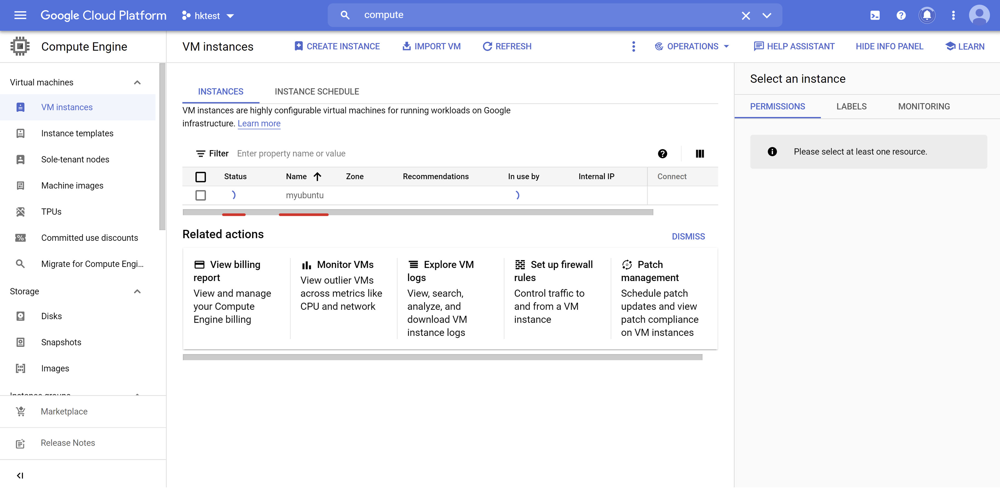 Google Cloud Platform
hktest
compute
Compute Engine
VM instances
CREATE INSTANCE
IMPORT VM
REFRESH
OPERATIONS
HELP ASSISTANT
HIDE INFO PANEL
LEARN
Virtual machines
VM instances
Instance templates
Sole-tenant nodes
Machine images
TPUs
Committed use discounts
Migrate for Compute Engi...
Storage
Disks
Snapshots
Images
Instance groups
Marketplace
Release Notes
INSTANCES
INSTANCE SCHEDULE
VM instances are highly configurable virtual machines for running workloads on Google
infrastructure. Learn more
Filter Enter property name or value
Status Name Zone Recommendations In use by Internal IP Connect
myubuntu
Related actions
DISMISS
View billing
report
View and manage
your Compute
Engine billing
Monitor VMs
View outlier VMs
across metrics like
CPU and network
Explore VM
logs
View, search,
analyze, and
download VM
instance logs
Set up firewall
rules
Control traffic to
and from a VM
instance
Patch
management
Schedule patch
updates and view
patch compliance
on VM instances
Select an instance
PERMISSIONS
LABELS
MONITORING
Please select at least one resource.